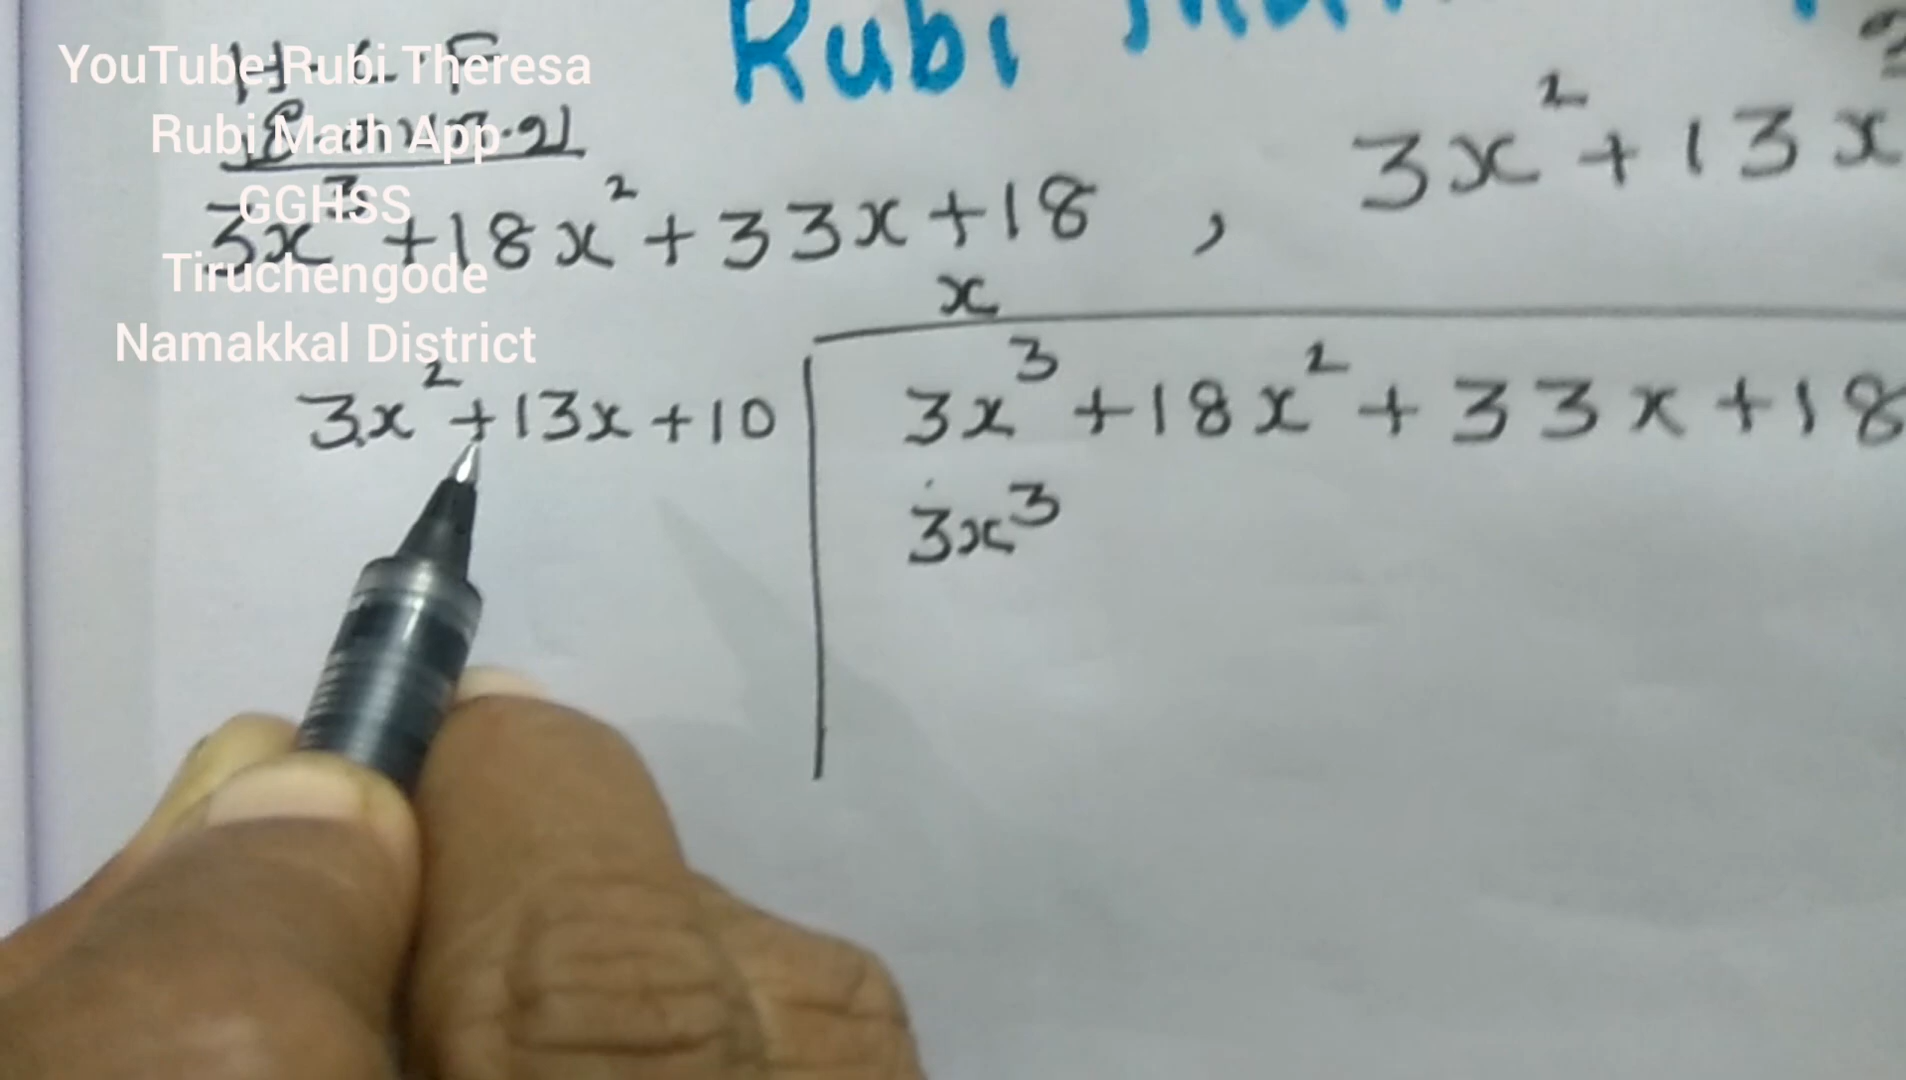 YouTube:Rubi Theresa
Rubi Math App
GGHSS
Tiruchengode
Namakkal District
H.C.F
Rubi
3x³ + 18x² + 33x + 18 , 3x² + 13x
x
3x² + 13x + 10
3x³ + 18x² + 33x + 18
3x³